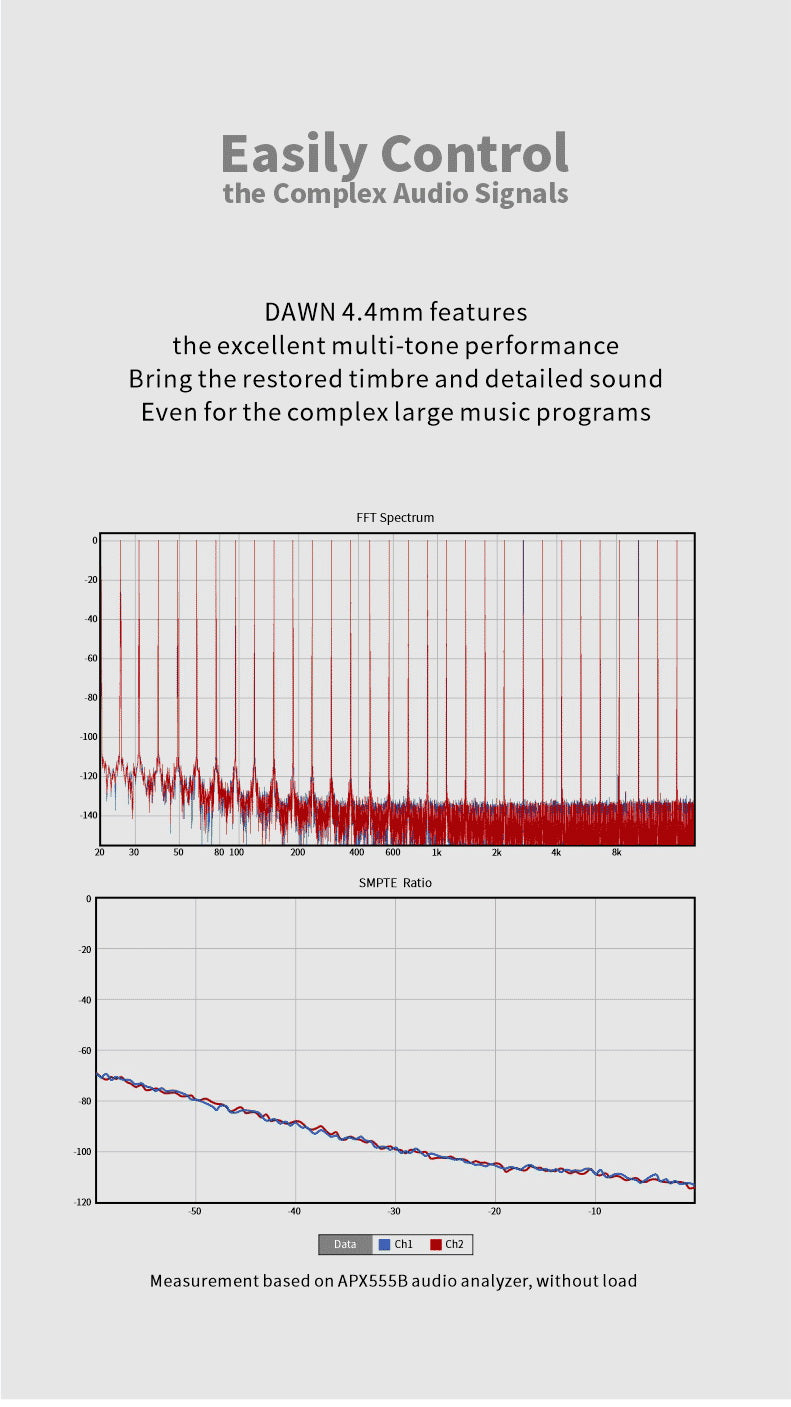 Easily Control
the Complex Audio Signals
DAWN 4.4mm features
the excellent multi-tone performance
Bring the restored timbre and detailed sound
Even for the complex large music programs
FFT Spectrum
0
-20
-40
-60
-80
-100
-120
-140
20 30 50 80 100 200 400 600 1k 2k 4k 8k
SMPTE Ratio
0
-20
-40
-60
-80
-100
-120
-50 -40 -30 -20 -10
Data Ch1 Ch2
Measurement based on APX555B audio analyzer, without load